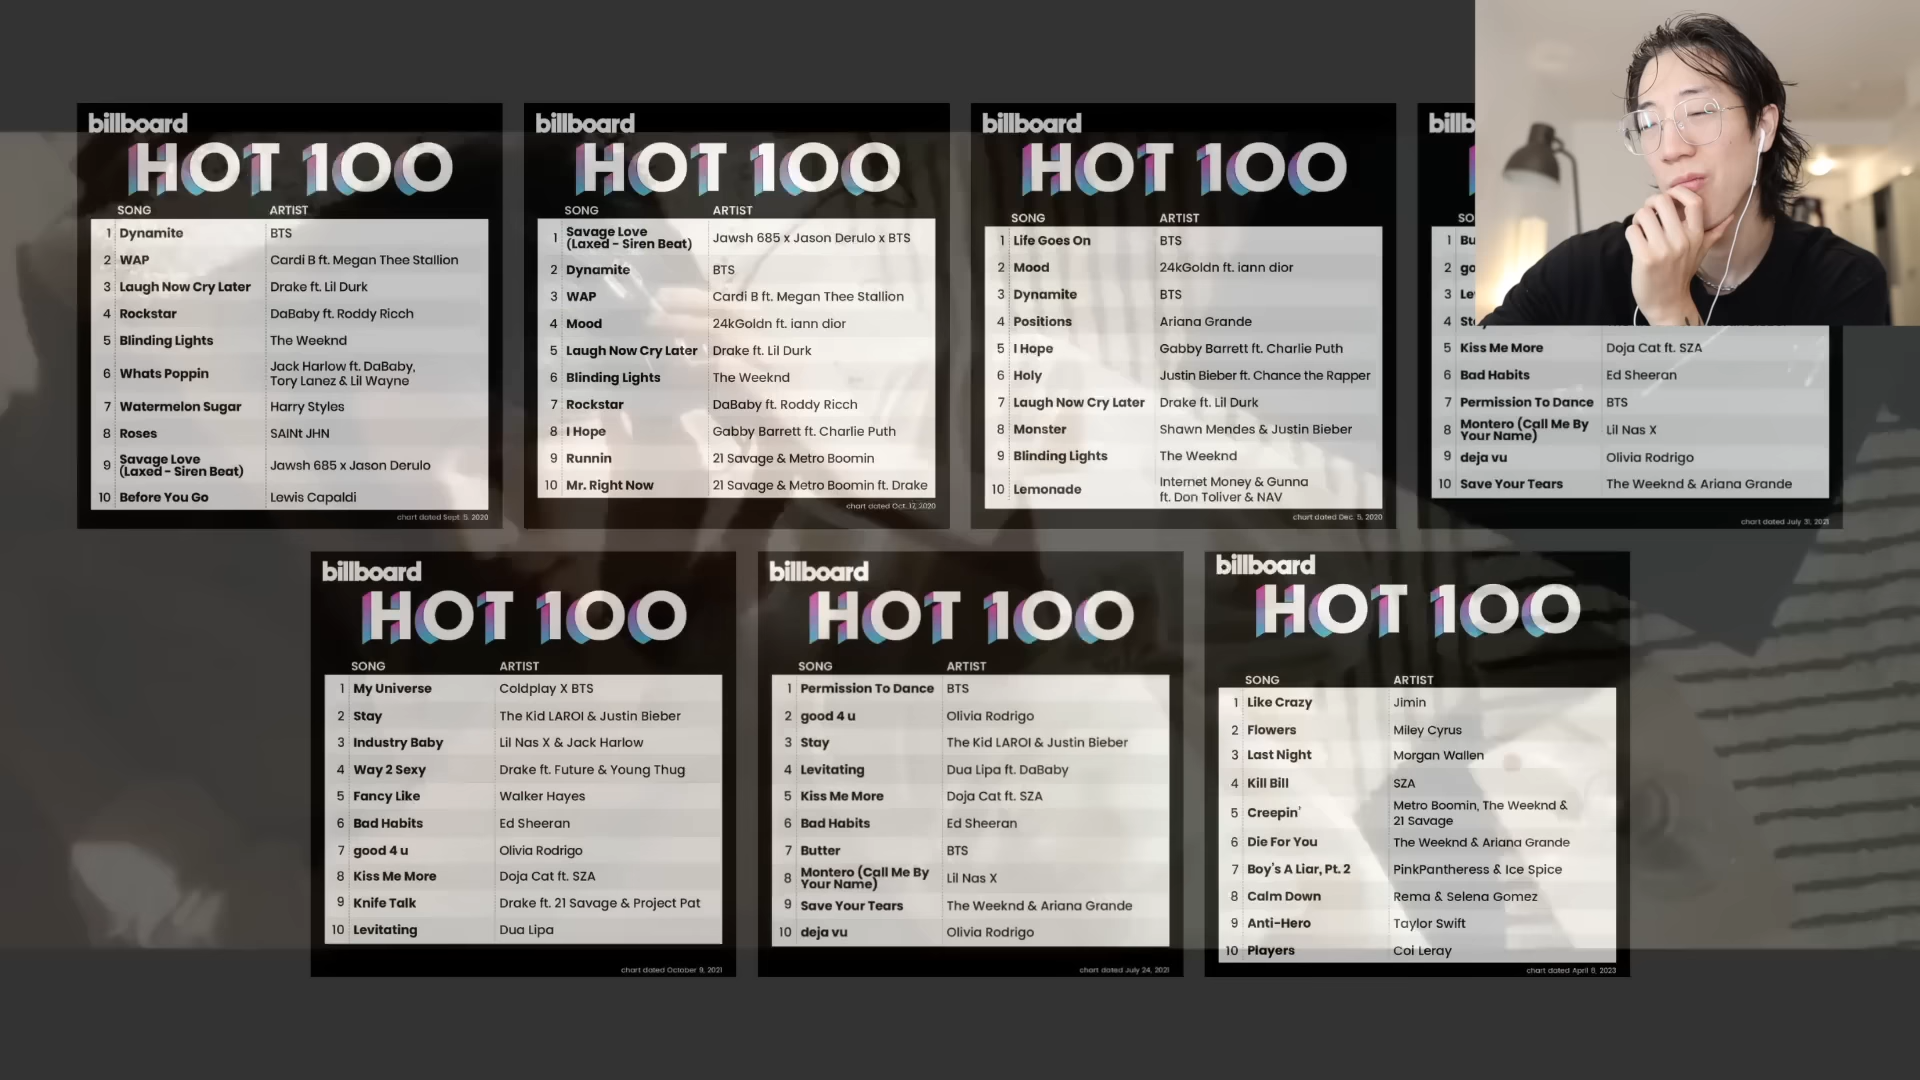 billboard
HOT 100
SONG ARTIST
1 Dynamite BTS
2 WAP Cardi B ft. Megan Thee Stallion
3 Laugh Now Cry Later Drake ft. Lil Durk
4 Rockstar DaBaby ft. Roddy Ricch
5 Blinding Lights The Weeknd
6 Whats Poppin Jack Harlow ft. DaBaby,
Tory Lanez & Lil Wayne
7 Watermelon Sugar Harry Styles
8 Roses SAINt JHN
9 Savage Love
(Laxed - Siren Beat) Jawsh 685 x Jason Derulo
10 Before You Go Lewis Capaldi
chart dated Sept. 5, 2020
billboard
HOT 100
SONG ARTIST
1 Savage Love
(Laxed - Siren Beat) Jawsh 685 x Jason Derulo x BTS
2 Dynamite BTS
3 WAP Cardi B ft. Megan Thee Stallion
4 Mood 24kGoldn ft. iann dior
5 Laugh Now Cry Later Drake ft. Lil Durk
6 Blinding Lights The Weeknd
7 Rockstar DaBaby ft. Roddy Ricch
8 I Hope Gabby Barrett ft. Charlie Puth
9 Runnin 21 Savage & Metro Boomin
10 Mr. Right Now 21 Savage & Metro Boomin ft. Drake
chart dated Oct. 17, 2020
billboard
HOT 100
SONG ARTIST
1 Life Goes On BTS
2 Mood 24kGoldn ft. iann dior
3 Dynamite BTS
4 Positions Ariana Grande
5 I Hope Gabby Barrett ft. Charlie Puth
6 Holy Justin Bieber ft. Chance the Rapper
7 Laugh Now Cry Later Drake ft. Lil Durk
8 Monster Shawn Mendes & Justin Bieber
9 Blinding Lights The Weeknd
10 Lemonade Internet Money & Gunna
ft. Don Toliver & NAV
chart dated Dec. 5, 2020
billb
SO
1 Bu
2 go
3 Le
4 Sto
5 Kiss Me More Doja Cat ft. SZA
6 Bad Habits Ed Sheeran
7 Permission To Dance BTS
8 Montero (Call Me By
Your Name) Lil Nas X
9 deja vu Olivia Rodrigo
10 Save Your Tears The Weeknd & Ariana Grande
chart dated July 31, 2021
billboard
HOT 100
SONG ARTIST
1 My Universe Coldplay X BTS
2 Stay The Kid LAROI & Justin Bieber
3 Industry Baby Lil Nas X & Jack Harlow
4 Way 2 Sexy Drake ft. Future & Young Thug
5 Fancy Like Walker Hayes
6 Bad Habits Ed Sheeran
7 good 4 u Olivia Rodrigo
8 Kiss Me More Doja Cat ft. SZA
9 Knife Talk Drake ft. 21 Savage & Project Pat
10 Levitating Dua Lipa
chart dated October 9, 2021
billboard
HOT 100
SONG ARTIST
1 Permission To Dance BTS
2 good 4 u Olivia Rodrigo
3 Stay The Kid LAROI & Justin Bieber
4 Levitating Dua Lipa ft. DaBaby
5 Kiss Me More Doja Cat ft. SZA
6 Bad Habits Ed Sheeran
7 Butter BTS
8 Montero (Call Me By
Your Name) Lil Nas X
9 Save Your Tears The Weeknd & Ariana Grande
10 deja vu Olivia Rodrigo
chart dated July 24, 2021
billboard
HOT 100
SONG ARTIST
1 Like Crazy Jimin
2 Flowers Miley Cyrus
3 Last Night Morgan Wallen
4 Kill Bill SZA
5 Creepin' Metro Boomin, The Weeknd &
21 Savage
6 Die For You The Weeknd & Ariana Grande
7 Boy's A Liar, Pt. 2 PinkPantheress & Ice Spice
8 Calm Down Rema & Selena Gomez
9 Anti-Hero Taylor Swift
10 Players Coi Leray
chart dated April 8, 2023